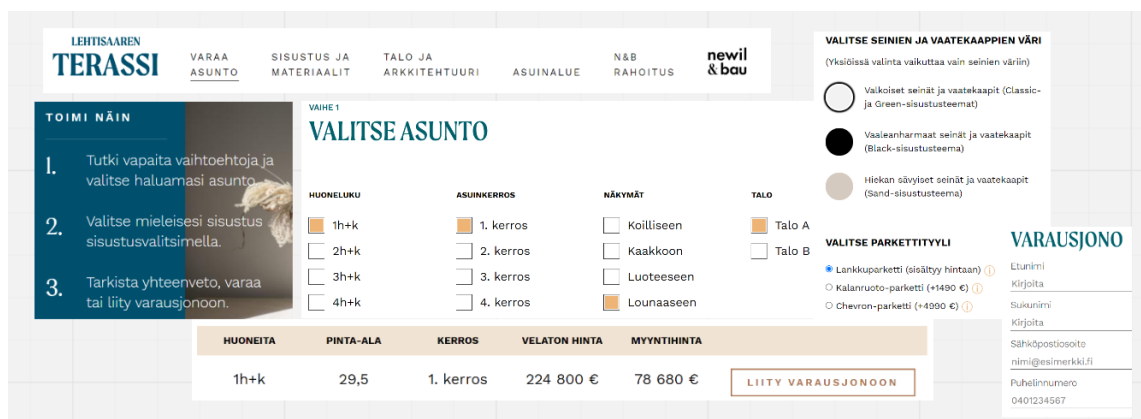 LEHTISAAREN
TERASSI
VARAA
ASUNTO
SISUSTUS JA
MATERIAALIT
TALO JA
ARKKITEHTUURI
ASUINALUE
N&B
RAHOITUS
newil
& bau
TOIMI NÄIN
1. Tutki vapaita vaihtoehtoja ja
valitse haluamasi asunto.
2. Valitse mieleisesi sisustus
sisustusvalitsimella.
3. Tarkista yhteenveto, varaa
tai liity varausjonoon.
VAIHE 1
VALITSE ASUNTO
HUONELUKU
1h+k
2h+k
3h+k
4h+k
ASUINKERROS
1. kerros
2. kerros
3. kerros
4. kerros
NÄKYMÄT
Koilliseen
Kaakkoon
Luoteeseen
Lounaaseen
TALO
Talo A
Talo B
VALITSE SEINIEN JA VAATEKAAPPIEN VÄRI
(Yksiöissä valinta vaikuttaa vain seinien väriin)
Valkoiset seinät ja vaatekaapit (Classic-
ja Green-sisustusteemat)
Vaaleanharmaat seinät ja vaatekaapit
(Black-sisustusteema)
Hiekan sävyiset seinät ja vaatekaapit
(Sand-sisustusteema)
VALITSE PARKETTITYYLI
Lankkuparketti (sisältyy hintaan)
Kalanruoto-parketti (+1490 €)
Chevron-parketti (+4990 €)
VARAUSJONO
Etunimi
Kirjoita
Sukunimi
Kirjoita
Sähköpostiosoite
nimi@esimerkki.fi
Puhelinnumero
0401234567
HUONEITA PINTA-ALA KERROS VELATON HINTA MYYNTIHINTA
1h+k 29,5 1. kerros 224 800 € 78 680 € LIITY VARAUSJONOON